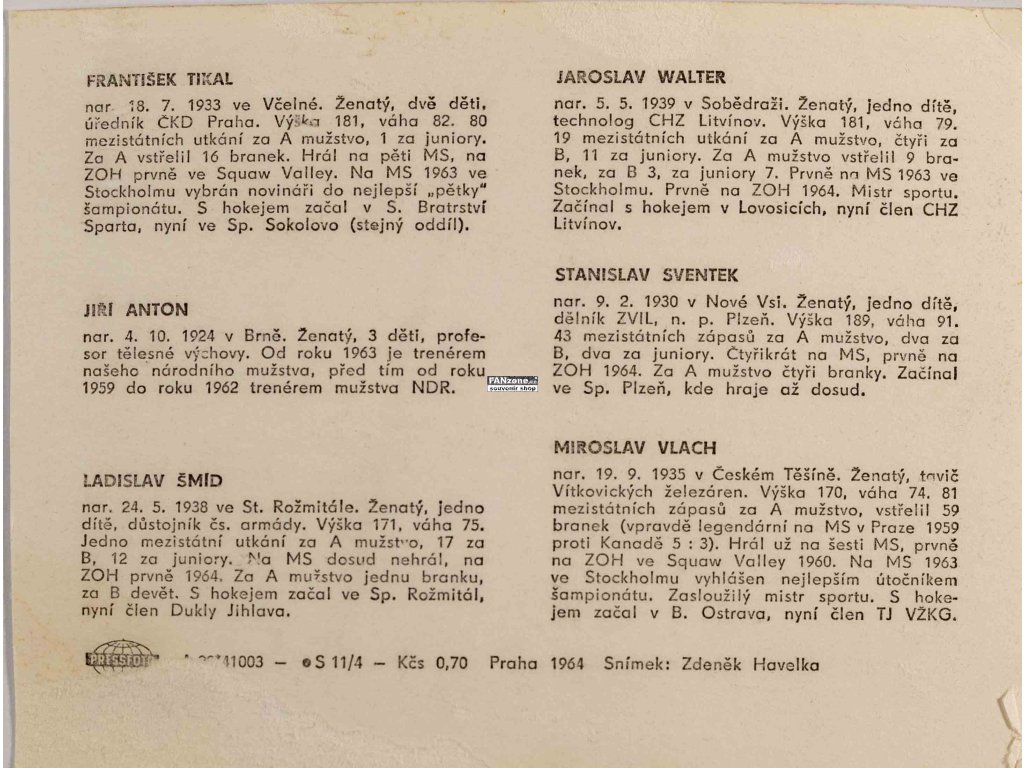 FRANTIŠEK TIKAL
nar. 18. 7. 1933 ve Včelné. Ženatý, dvě děti,
úředník ČKD Praha. Výška 181, váha 82. 80
mezistátních utkání za A mužstvo, 1 za juniory.
Za A vstřelil 16 branek. Hrál na pěti MS, na
ZOH prvně ve Squaw Valley. Na MS 1963 ve
Stockholmu vybrán novináři do nejlepší „pětky"
šampionátu. S hokejem začal v S. Bratrství
Sparta, nyní ve Sp. Sokolovo (stejný oddíl).
JIŘÍ ANTON
nar. 4. 10. 1924 v Brně. Ženatý, 3 děti, profe-
sor tělesné výchovy. Od roku 1963 je trenérem
našeho národního mužstva, před tím od roku
1959 do roku 1962 trenérem mužstva NDR.
LADISLAV ŠMÍD
nar. 24. 5. 1938 ve St. Rožmitále. Ženatý, jedno
dítě, důstojník čs. armády. Výška 171, váha 75.
Jedno mezistátní utkání za A mužstvo, 17 za
B, 12 za juniory. Na MS dosud nehrál, na
ZOH prvně 1964. Za A mužstvo jednu branku,
za B devět. S hokejem začal ve Sp. Rožmitál,
nyní člen Dukly Jihlava.
JAROSLAV WALTER
nar. 5. 5. 1939 v Sobědraži. Ženatý, jedno dítě,
technolog CHZ Litvínov. Výška 181, váha 79.
19 mezistátních utkání za A mužstvo, čtyři za
B, 11 za juniory. Za A mužstvo vstřelil 9 bra-
nek, za B 3, za juniory 7. Prvně na MS 1963 ve
Stockholmu. Prvně na ZOH 1964. Mistr sportu.
Začínal s hokejem v Lovosicích, nyní člen CHZ
Litvínov.
STANISLAV SVENTEK
nar. 9. 2. 1930 v Nové Vsi. Ženatý, jedno dítě,
dělník ZVIL, n. p. Plzeň. Výška 189, váha 91.
43 mezistátních zápasů za A mužstvo, dva za
B, dva za juniory. Čtyřikrát na MS, prvně na
ZOH 1964. Za A mužstvo čtyři branky. Začínal
ve Sp. Plzeň, kde hraje až dosud.
MIROSLAV VLACH
nar. 19. 9. 1935 v Českém Těšíně. Ženatý, tavič
Vítkovických železáren. Výška 170, váha 74. 81
mezistátních zápasů za A mužstvo, vstřelil 59
branek (vpravdě legendární na MS v Praze 1959
proti Kanadě 5 : 3). Hrál už na šesti MS, prvně
na ZOH ve Squaw Valley 1960. Na MS 1963
ve Stockholmu vyhlášen nejlepším útočníkem
šampionátu. Zasloužilý mistr sportu. S hoke-
jem začal v B. Ostrava, nyní člen TJ VŽKG.
FANzone.cz
souvenir shop
PRESSFOTO 41003 — S 11/4 — Kčs 0,70 Praha 1964 Snímek: Zdeněk Havelka